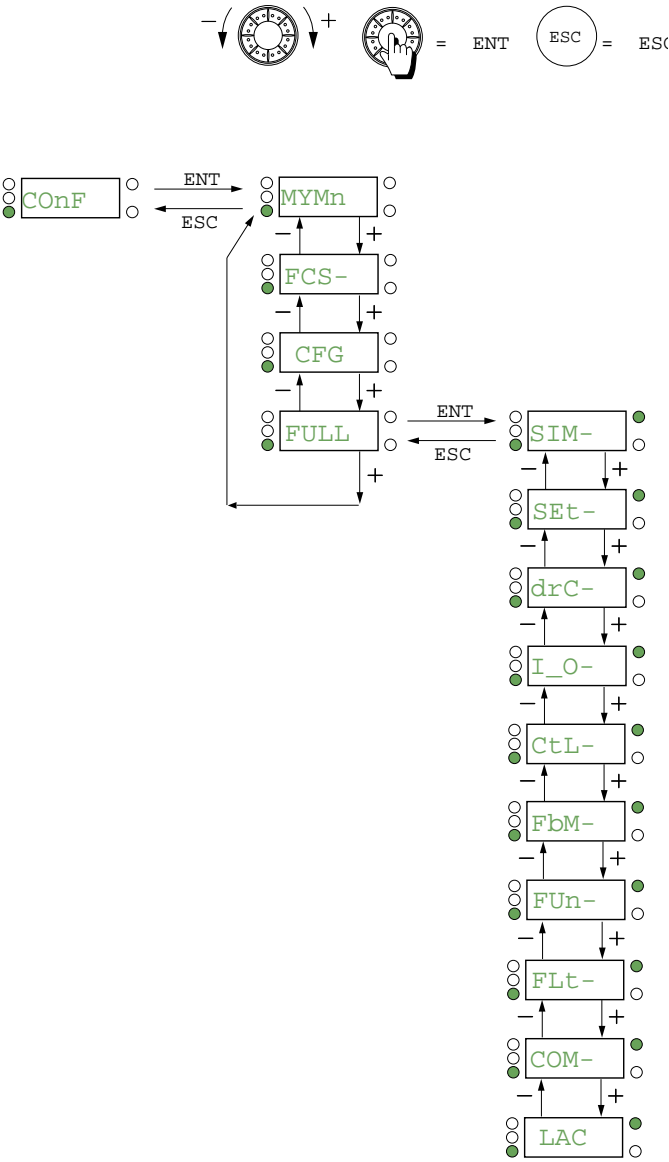 − + = ENT ESC = ESC
COnF ENT ESC MYMn
− +
FCS-
− +
CFG
− +
FULL ENT ESC SIM-
+ − +
SEt-
− +
drC-
− +
I_O-
− +
CtL-
− +
FbM-
− +
FUn-
− +
FLt-
− +
COM-
− +
LAC